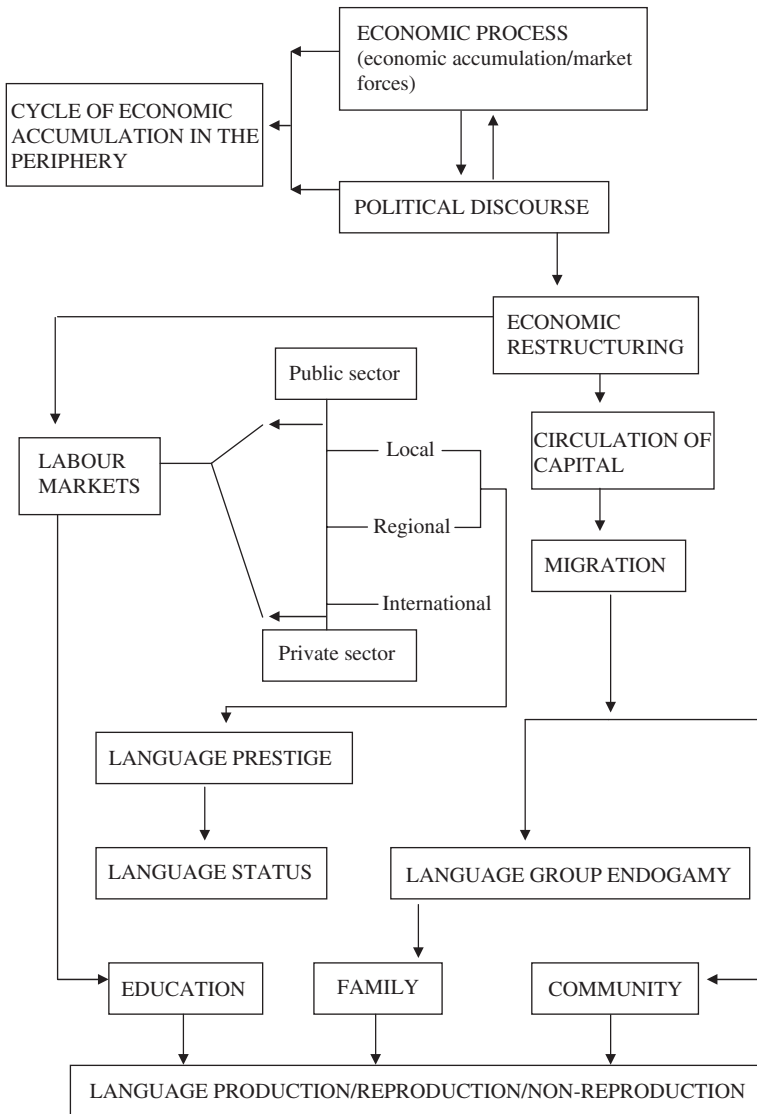 ECONOMIC PROCESS
(economic accumulation/market
forces)
CYCLE OF ECONOMIC
ACCUMULATION IN THE
PERIPHERY
POLITICAL DISCOURSE
ECONOMIC
RESTRUCTURING
Public sector
LABOUR
MARKETS
Local
Regional
International
Private sector
CIRCULATION OF
CAPITAL
MIGRATION
LANGUAGE PRESTIGE
LANGUAGE STATUS
LANGUAGE GROUP ENDOGAMY
EDUCATION
FAMILY
COMMUNITY
LANGUAGE PRODUCTION/REPRODUCTION/NON-REPRODUCTION